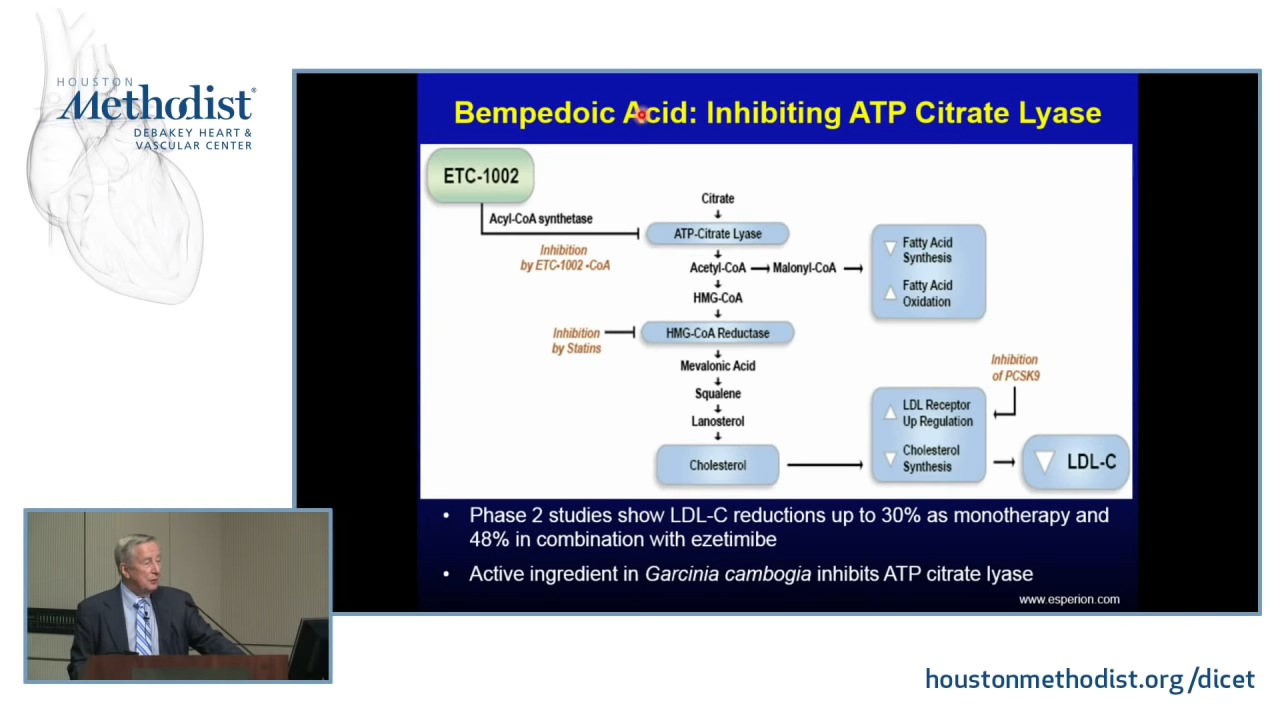 HOUSTON
Methodist®
DEBAKEY HEART &
VASCULAR CENTER
Bempedoic Acid: Inhibiting ATP Citrate Lyase
ETC-1002
Acyl-CoA synthetase
Inhibition
by ETC-1002 -CoA
Citrate
ATP-Citrate Lyase
Acetyl-CoA
Malonyl-CoA
Fatty Acid
Synthesis
Fatty Acid
Oxidation
HMG-CoA
Inhibition
by Statins
HMG-CoA Reductase
Mevalonic Acid
Squalene
Lanosterol
Cholesterol
Inhibition
of PCSK9
LDL Receptor
Up Regulation
Cholesterol
Synthesis
LDL-C
• Phase 2 studies show LDL-C reductions up to 30% as monotherapy and
48% in combination with ezetimibe
• Active ingredient in Garcinia cambogia inhibits ATP citrate lyase
www.esperion.com
houstonmethodist.org/dicet